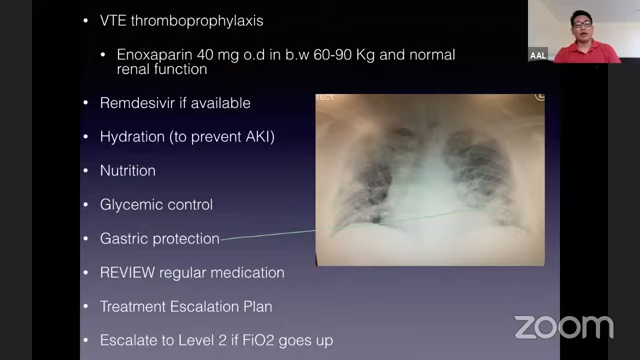 VTE thromboprophylaxis
Enoxaparin 40 mg o.d in b.w 60-90 Kg and normal
renal function
Remdesivir if available
Hydration (to prevent AKI)
Nutrition
Glycemic control
Gastric protection
REVIEW regular medication
Treatment Escalation Plan
Escalate to Level 2 if FiO2 goes up
RECT
L
AAL
zoom